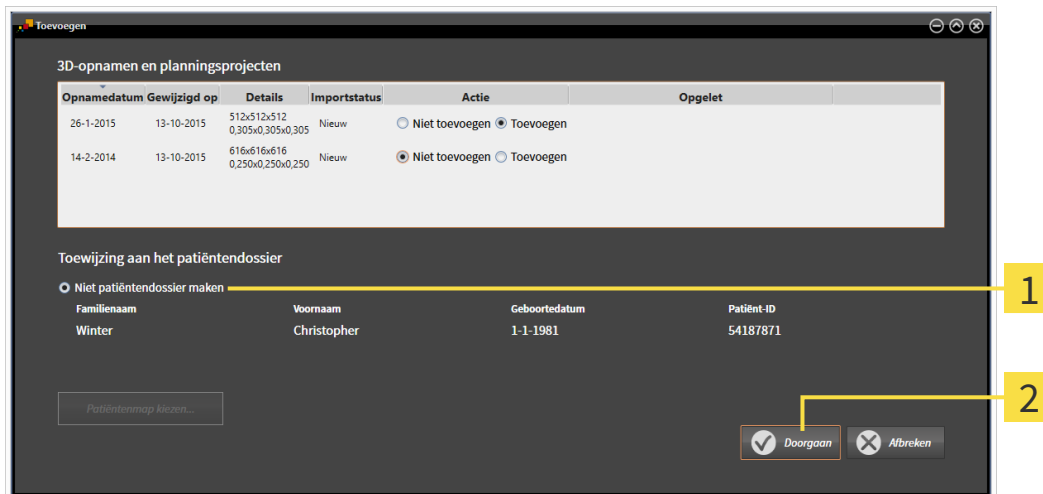 Toevoegen
3D-opnamen en planningsprojecten
Opnamedatum Gewijzigd op Details Importstatus Actie Opgelet
26-1-2015 13-10-2015 512x512x512 0,305x0,305x0,305 Nieuw Niet toevoegen Toevoegen
14-2-2014 13-10-2015 616x616x616 0,250x0,250x0,250 Nieuw Niet toevoegen Toevoegen
Toewijzing aan het patiëntendossier
Niet patiëntendossier maken 1
Familienaam Voornaam Geboortedatum Patiënt-ID
Winter Christopher 1-1-1981 54187871
Patiëntenmap kiezen... 2
Doorgaan Afbreken